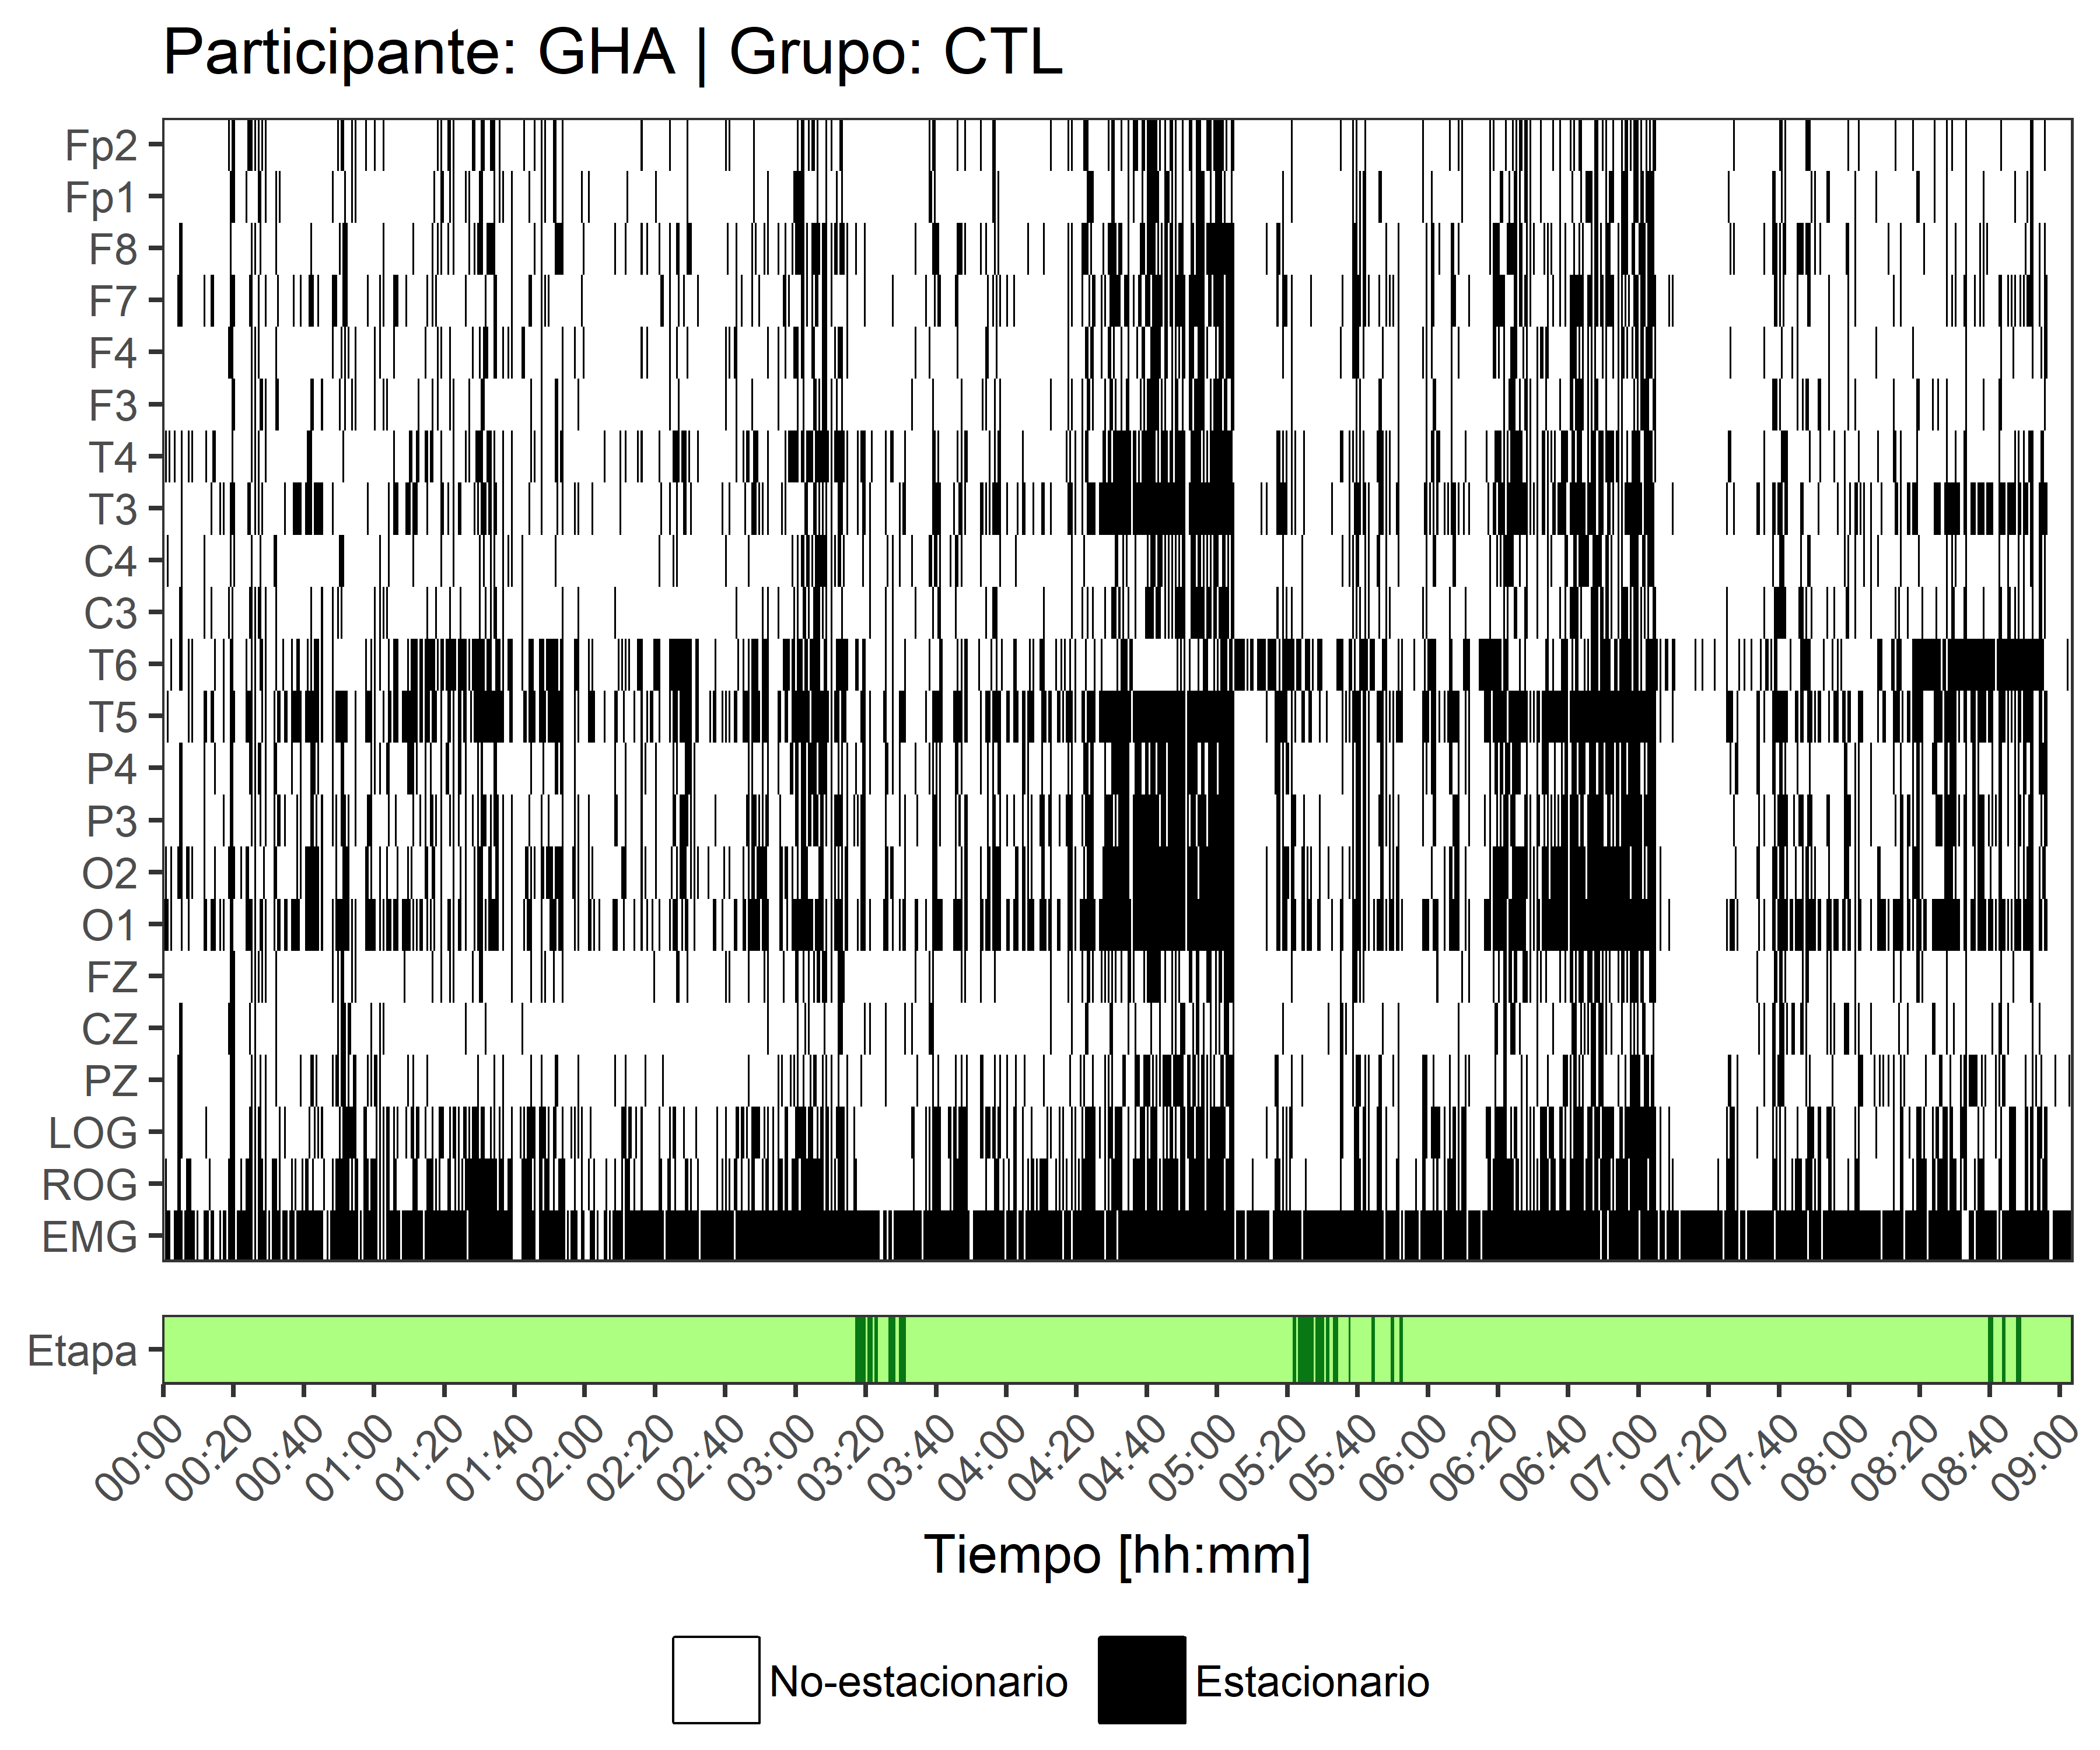 Participante: GHA | Grupo: CTL
Fp2
Fp1
F8
F7
F4
F3
T4
T3
C4
C3
T6
T5
P4
P3
O2
O1
FZ
CZ
PZ
LOG
ROG
EMG
Etapa
00:00
00:20
00:40
01:00
01:20
01:40
02:00
02:20
02:40
03:00
03:20
03:40
04:00
04:20
04:40
05:00
05:20
05:40
06:00
06:20
06:40
07:00
07:20
07:40
08:00
08:20
08:40
09:00
Tiempo [hh:mm]
No-estacionario
Estacionario